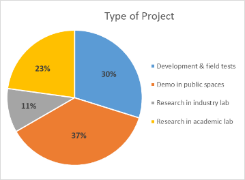 Type of Project
30%
37%
11%
23%
Development & field tests
Demo in public spaces
Research in industry lab
Research in academic lab